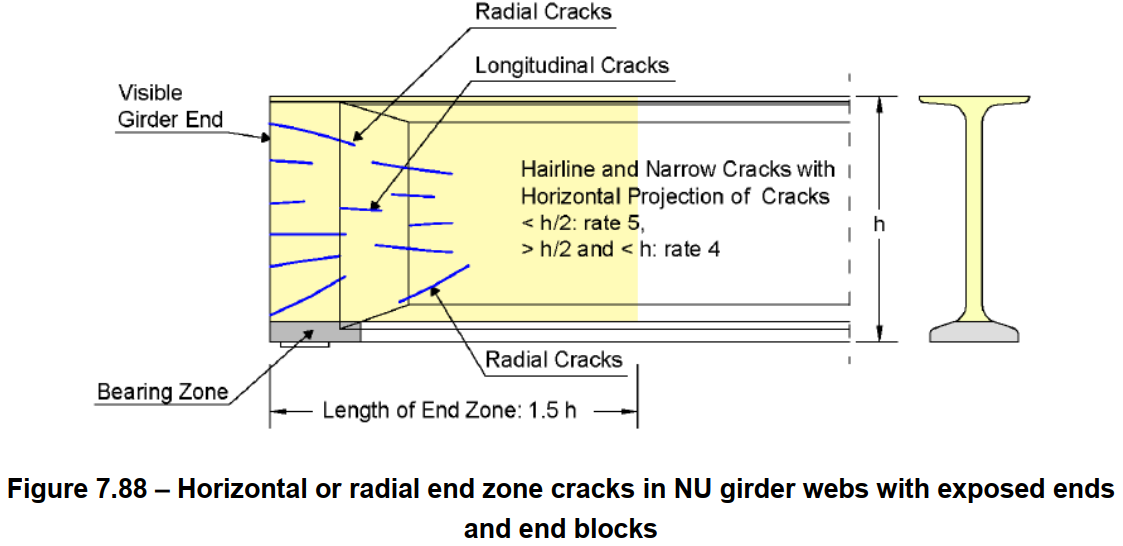 Radial Cracks
Longitudinal Cracks
Visible
Girder End
Hairline and Narrow Cracks with
Horizontal Projection of Cracks
< h/2: rate 5,
> h/2 and < h: rate 4
h
Radial Cracks
Bearing Zone
Length of End Zone: 1.5 h
Figure 7.88 – Horizontal or radial end zone cracks in NU girder webs with exposed ends
and end blocks